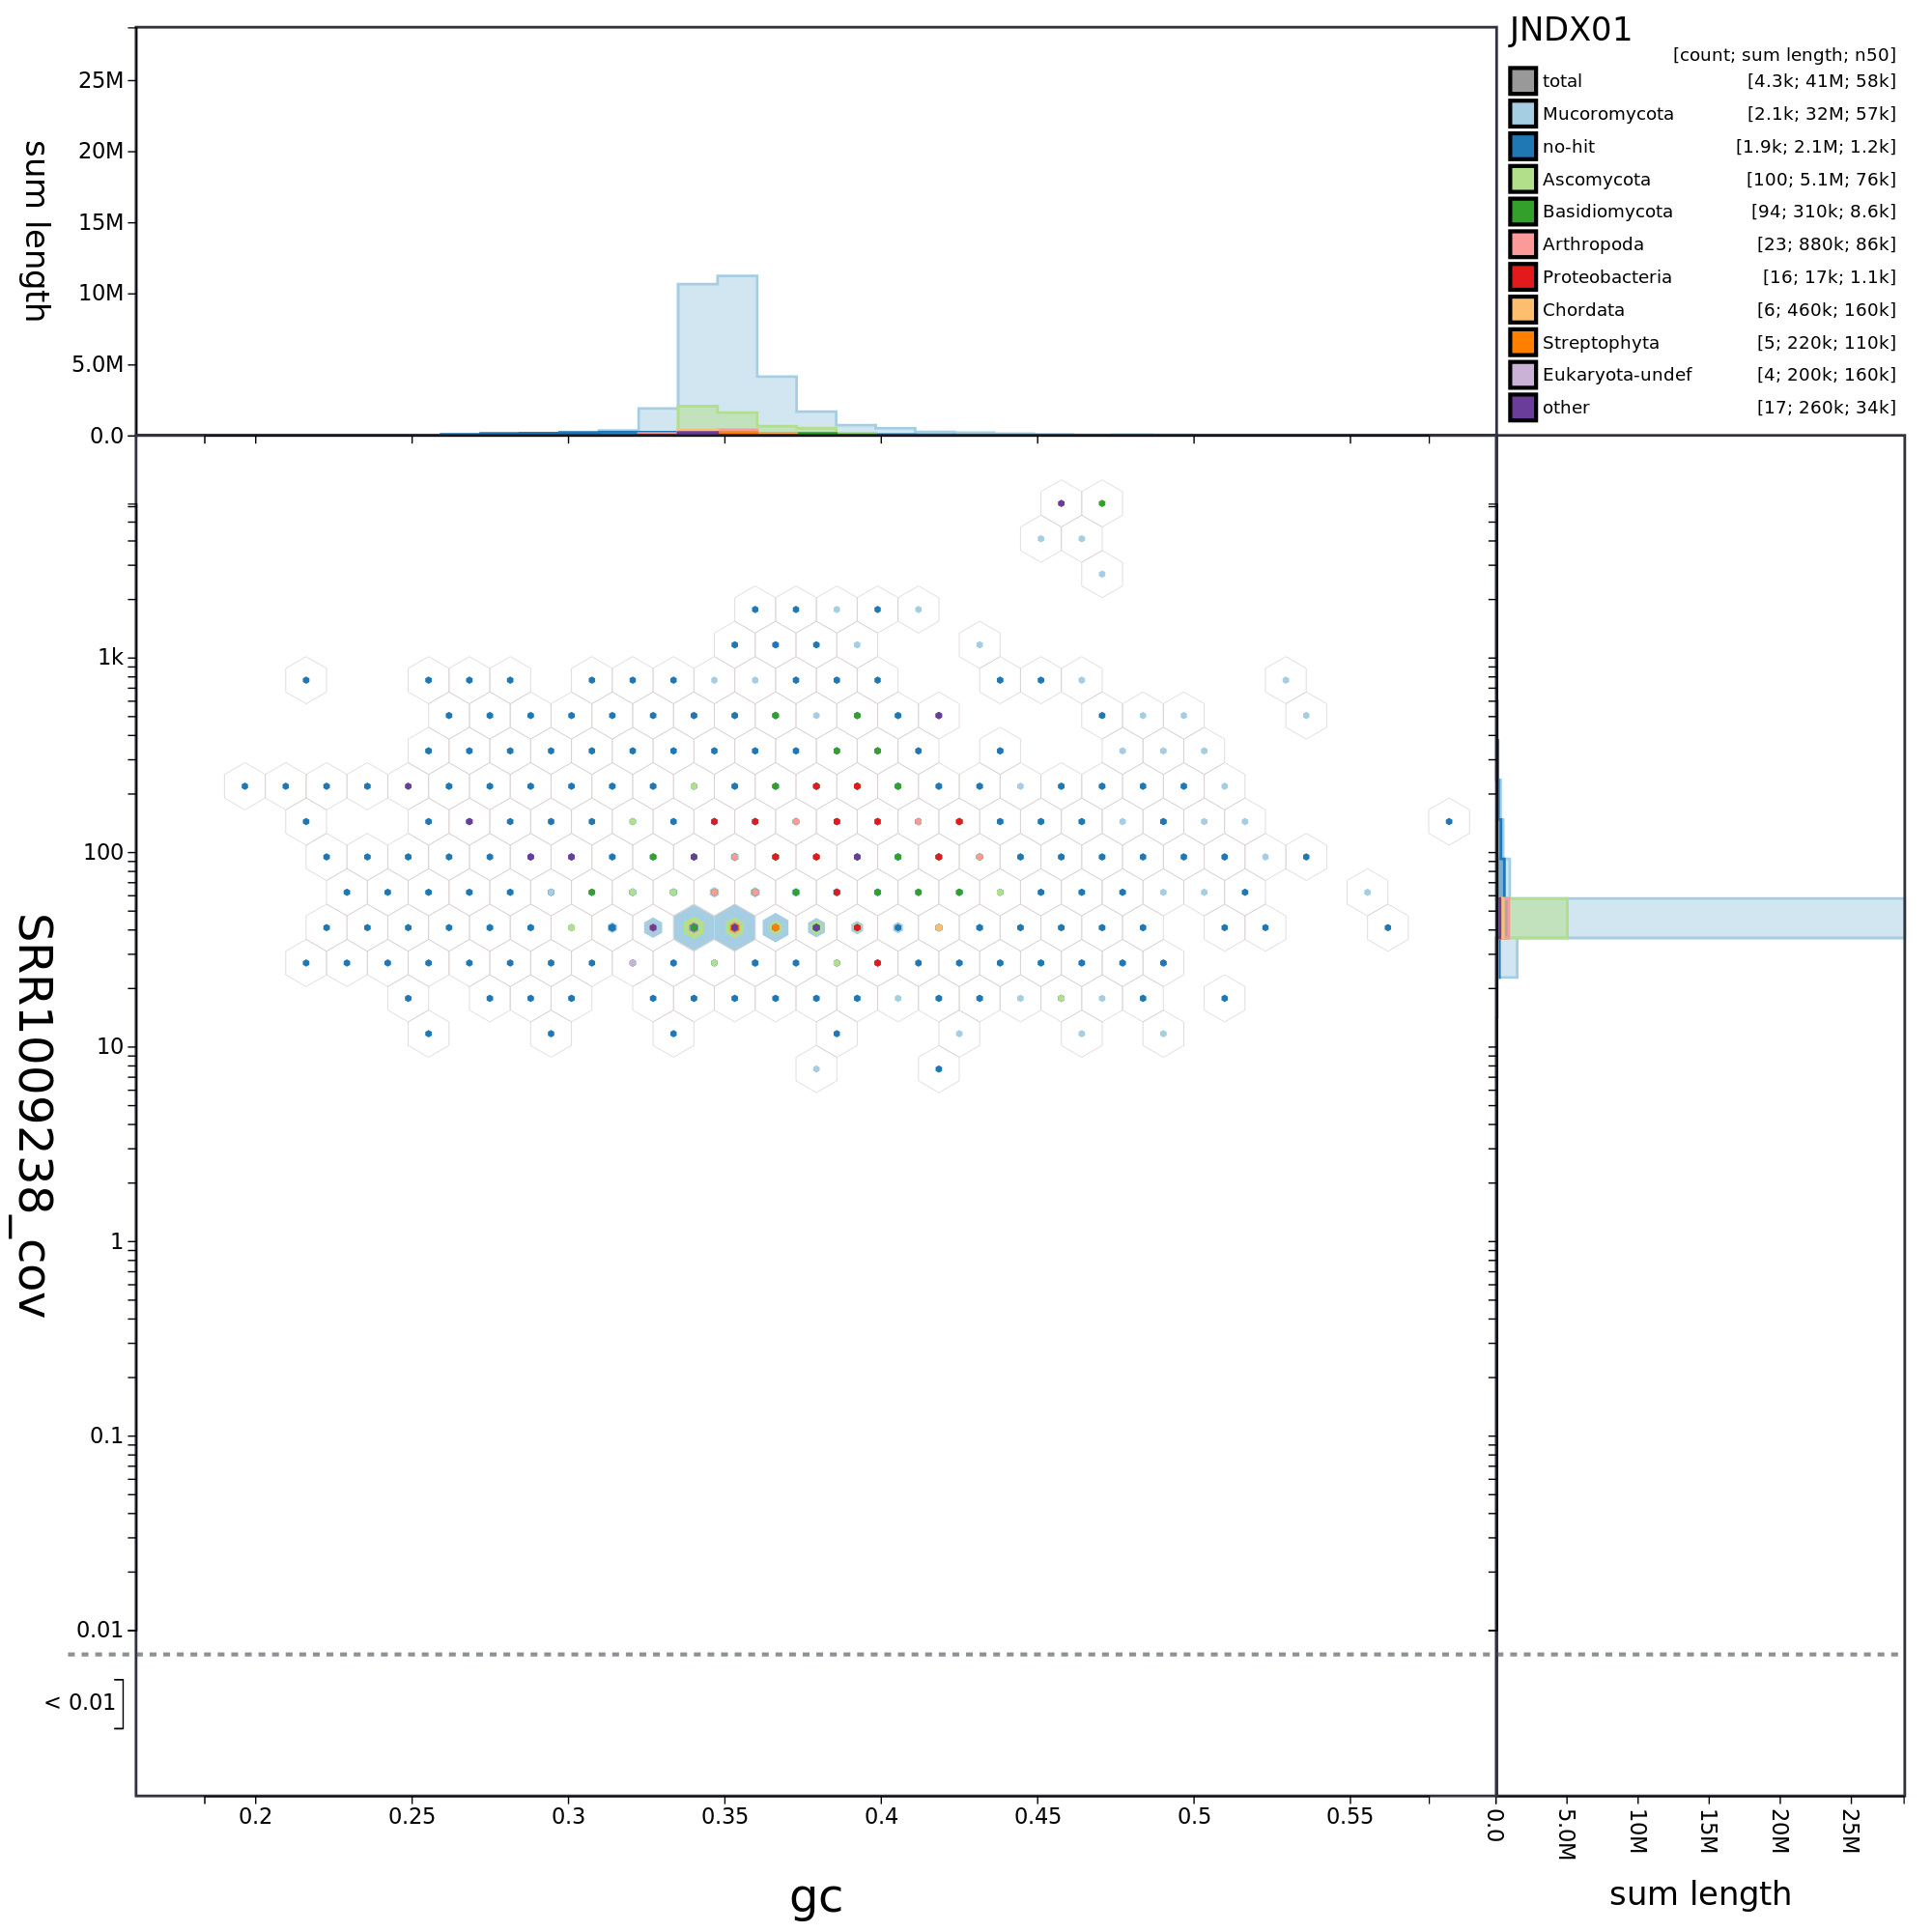 JNDX01
[count; sum length; n50]
total [4.3k; 41M; 58k]
Mucoromycota [2.1k; 32M; 57k]
no-hit [1.9k; 2.1M; 1.2k]
Ascomycota [100; 5.1M; 76k]
Basidiomycota [94; 310k; 8.6k]
Arthropoda [23; 880k; 86k]
Proteobacteria [16; 17k; 1.1k]
Chordata [6; 460k; 160k]
Streptophyta [5; 220k; 110k]
Eukaryota-undef [4; 200k; 160k]
other [17; 260k; 34k]
sum length
25M
20M
15M
10M
5.0M
0.0
SRR1009238_cov
1k
100
10
1
0.1
0.01
< 0.01
0.2 0.25 0.3 0.35 0.4 0.45 0.5 0.55
gc
0.0 5.0M 10M 15M 20M 25M
sum length